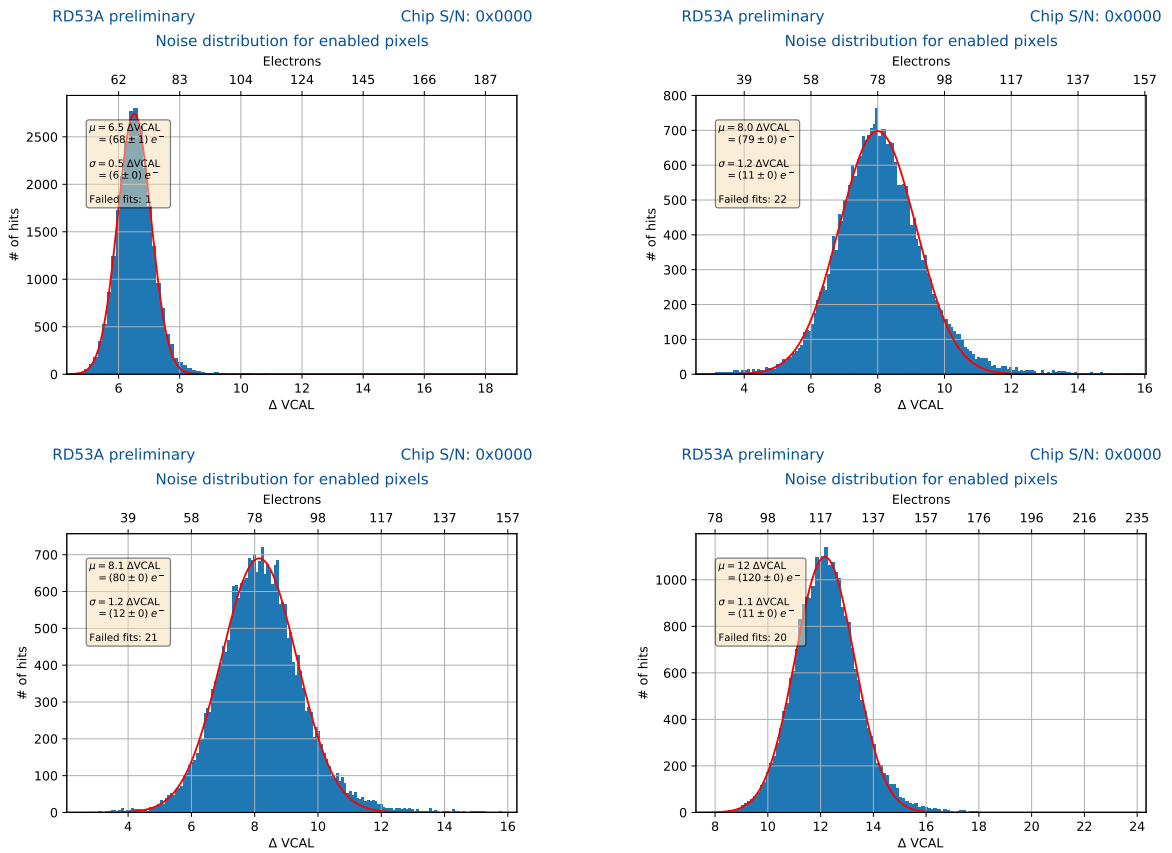 RD53A preliminary Chip S/N: 0x0000
Noise distribution for enabled pixels
Electrons
62 83 104 124 145 166 187
μ = 6.5 ΔVCAL
= (68 ± 1) e⁻
σ = 0.5 ΔVCAL
= (6 ± 0) e⁻
Failed fits: 1
# of hits
2500
2000
1500
1000
500
0
6 8 10 12 14 16 18
Δ VCAL
RD53A preliminary Chip S/N: 0x0000
Noise distribution for enabled pixels
Electrons
39 58 78 98 117 137 157
μ = 8.0 ΔVCAL
= (79 ± 0) e⁻
σ = 1.2 ΔVCAL
= (11 ± 0) e⁻
Failed fits: 22
# of hits
800
700
600
500
400
300
200
100
0
4 6 8 10 12 14 16
Δ VCAL
RD53A preliminary Chip S/N: 0x0000
Noise distribution for enabled pixels
Electrons
39 58 78 98 117 137 157
μ = 8.1 ΔVCAL
= (80 ± 0) e⁻
σ = 1.2 ΔVCAL
= (12 ± 0) e⁻
Failed fits: 21
# of hits
700
600
500
400
300
200
100
0
4 6 8 10 12 14 16
Δ VCAL
RD53A preliminary Chip S/N: 0x0000
Noise distribution for enabled pixels
Electrons
78 98 117 137 157 176 196 216 235
μ = 12 ΔVCAL
= (120 ± 0) e⁻
σ = 1.1 ΔVCAL
= (11 ± 0) e⁻
Failed fits: 20
# of hits
1000
800
600
400
200
0
8 10 12 14 16 18 20 22 24
Δ VCAL